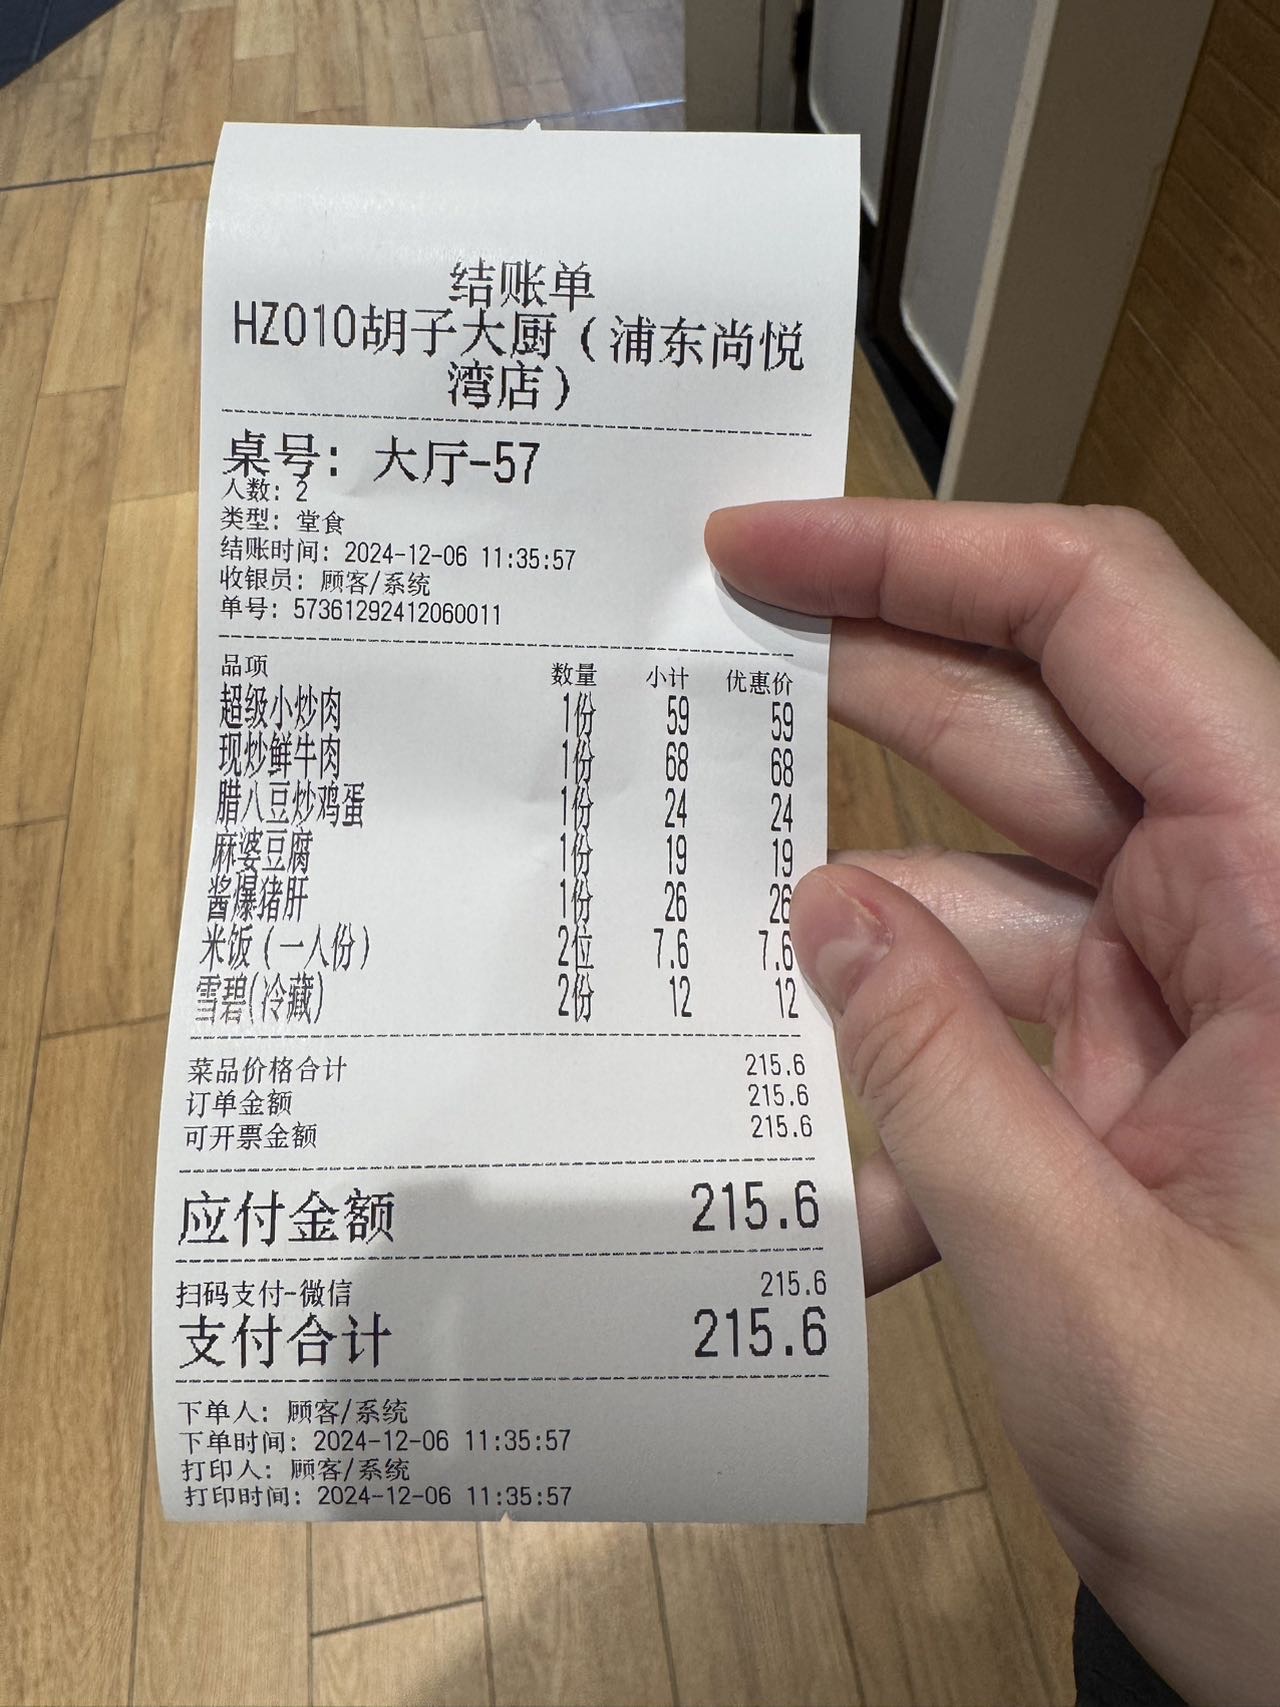 结账单
HZ010胡子大厨（浦东尚悦
湾店）
桌号：大厅-57
人数：2
类型：堂食
结账时间：2024-12-06 11:35:57
收银员：顾客/系统
单号：57361292412060011
品项 数量 小计 优惠价
超级小炒肉 1份 59 59
现炒鲜牛肉 1份 68 68
腊八豆炒鸡蛋 1份 24 24
麻婆豆腐 1份 19 19
酱爆猪肝 1份 26 26
米饭（一人份） 2位 7.6 7.6
雪碧(冷藏) 2份 12 12
菜品价格合计 215.6
订单金额 215.6
可开票金额 215.6
应付金额 215.6
扫码支付-微信 215.6
支付合计 215.6
下单人：顾客/系统
下单时间：2024-12-06 11:35:57
打印人：顾客/系统
打印时间：2024-12-06 11:35:57